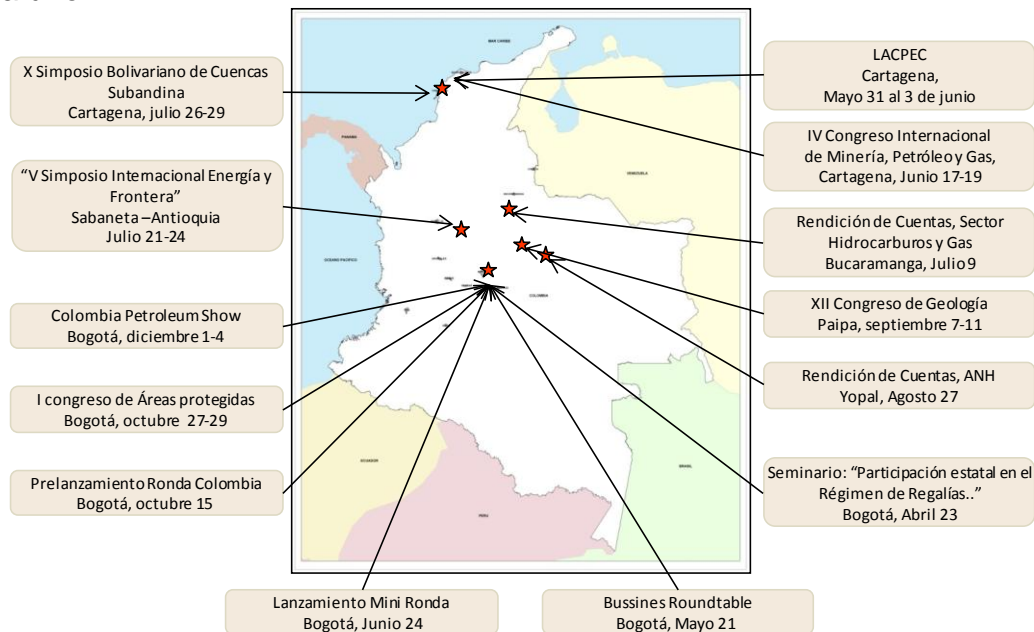 X Simposio Bolivariano de Cuencas
Subandina
Cartagena, julio 26-29
"V Simposio Internacional Energía y
Frontera"
Sabaneta –Antioquia
Julio 21-24
Colombia Petroleum Show
Bogotá, diciembre 1-4
I congreso de Áreas protegidas
Bogotá, octubre 27-29
Prelanzamiento Ronda Colombia
Bogotá, octubre 15
Lanzamiento Mini Ronda
Bogotá, Junio 24
Bussines Roundtable
Bogotá, Mayo 21
LACPEC
Cartagena,
Mayo 31 al 3 de junio
IV Congreso Internacional
de Minería, Petróleo y Gas,
Cartagena, Junio 17-19
Rendición de Cuentas, Sector
Hidrocarburos y Gas
Bucaramanga, Julio 9
XII Congreso de Geología
Paipa, septiembre 7-11
Rendición de Cuentas, ANH
Yopal, Agosto 27
Seminario: "Participación estatal en el
Régimen de Regalías.."
Bogotá, Abril 23
MAR CARIBE
PANAMA
VENEZUELA
OCEANO PACIFICO
COLOMBIA
ECUADOR
PERU
BRASIL